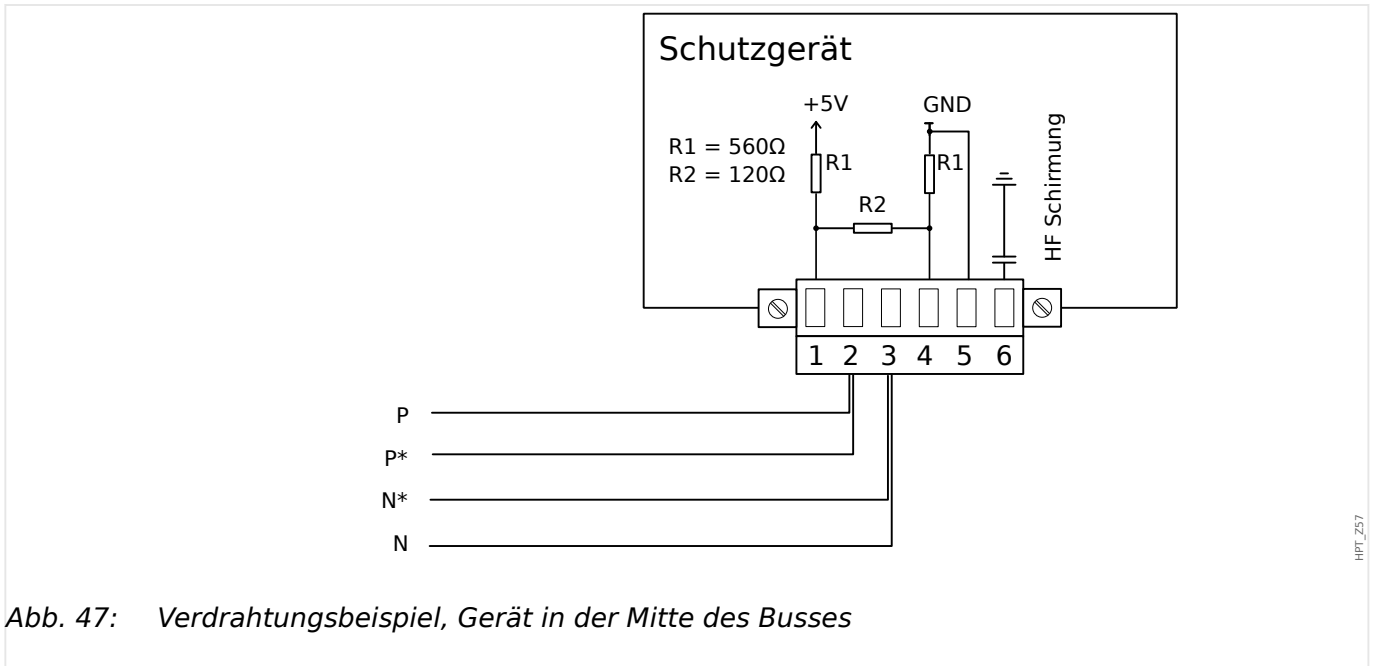 Schutzgerät
+5V
GND
R1 = 560Ω
R2 = 120Ω
R1
R1
R2
HF Schirmung
1 2 3 4 5 6
P
P*
N*
N
HPT_Z57
Abb. 47: Verdrahtungsbeispiel, Gerät in der Mitte des Busses